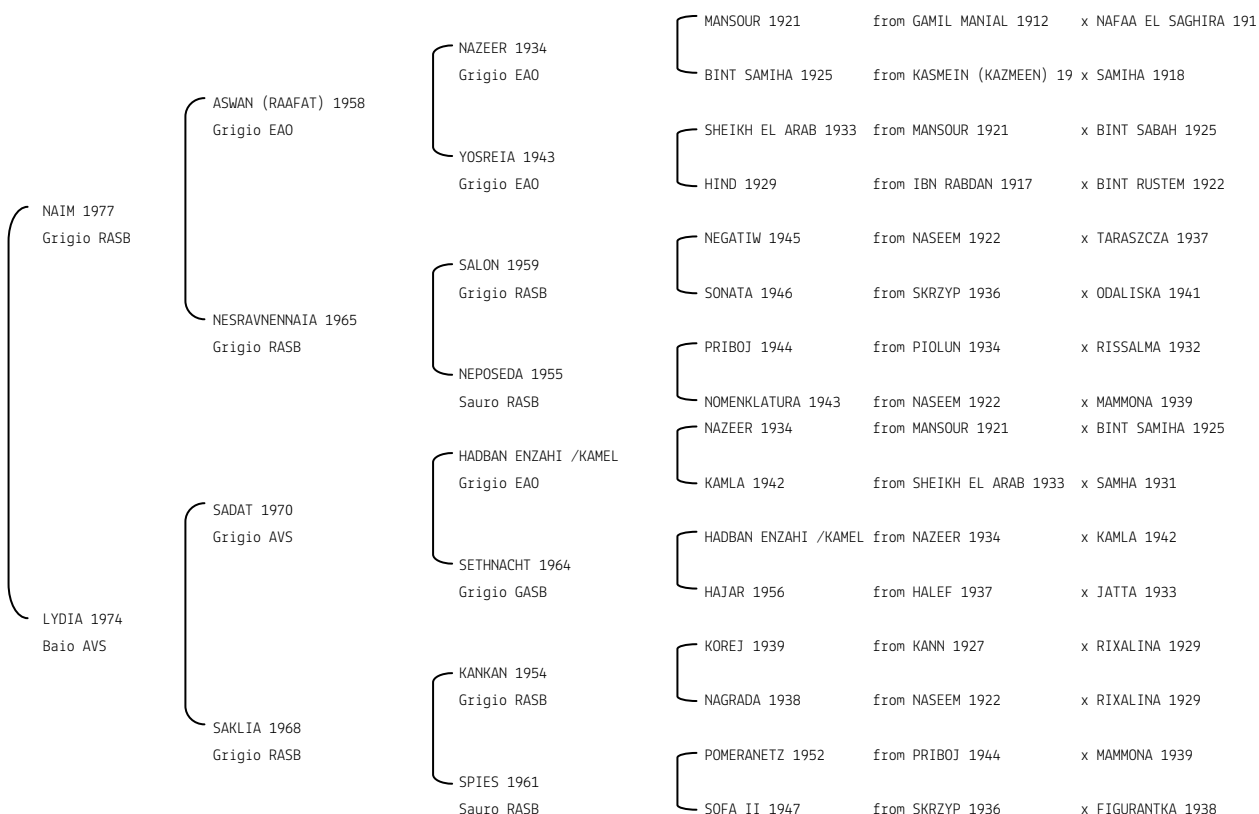 MANSOUR 1921 from GAMIL MANIAL 1912 x NAFAA EL SAGHIRA 191
NAZEER 1934
Grigio EAO BINT SAMIHA 1925 from KASMEIN (KAZMEEN) 19 x SAMIHA 1918
ASWAN (RAAFAT) 1958
Grigio EAO SHEIKH EL ARAB 1933 from MANSOUR 1921 x BINT SABAH 1925
YOSREIA 1943
Grigio EAO HIND 1929 from IBN RABDAN 1917 x BINT RUSTEM 1922
NAIM 1977
Grigio RASB NEGATIW 1945 from NASEEM 1922 x TARASZCZA 1937
SALON 1959
Grigio RASB SONATA 1946 from SKRZYP 1936 x ODALISKA 1941
NESRAVNENNAIA 1965
Grigio RASB PRIBOJ 1944 from PIOLUN 1934 x RISSALMA 1932
NEPOSEDA 1955
Sauro RASB NOMENKLATURA 1943 from NASEEM 1922 x MAMMONA 1939
NAZEER 1934 from MANSOUR 1921 x BINT SAMIHA 1925
HADBAN ENZAHI /KAMEL
Grigio EAO KAMLA 1942 from SHEIKH EL ARAB 1933 x SAMHA 1931
SADAT 1970
Grigio AVS HADBAN ENZAHI /KAMEL from NAZEER 1934 x KAMLA 1942
SETHNACHT 1964
Grigio GASB HAJAR 1956 from HALEF 1937 x JATTA 1933
LYDIA 1974
Baio AVS KOREJ 1939 from KANN 1927 x RIXALINA 1929
KANKAN 1954
Grigio RASB NAGRADA 1938 from NASEEM 1922 x RIXALINA 1929
SAKLIA 1968
Grigio RASB POMERANETZ 1952 from PRIBOJ 1944 x MAMMONA 1939
SPIES 1961
Sauro RASB SOFA II 1947 from SKRZYP 1936 x FIGURANTKA 1938